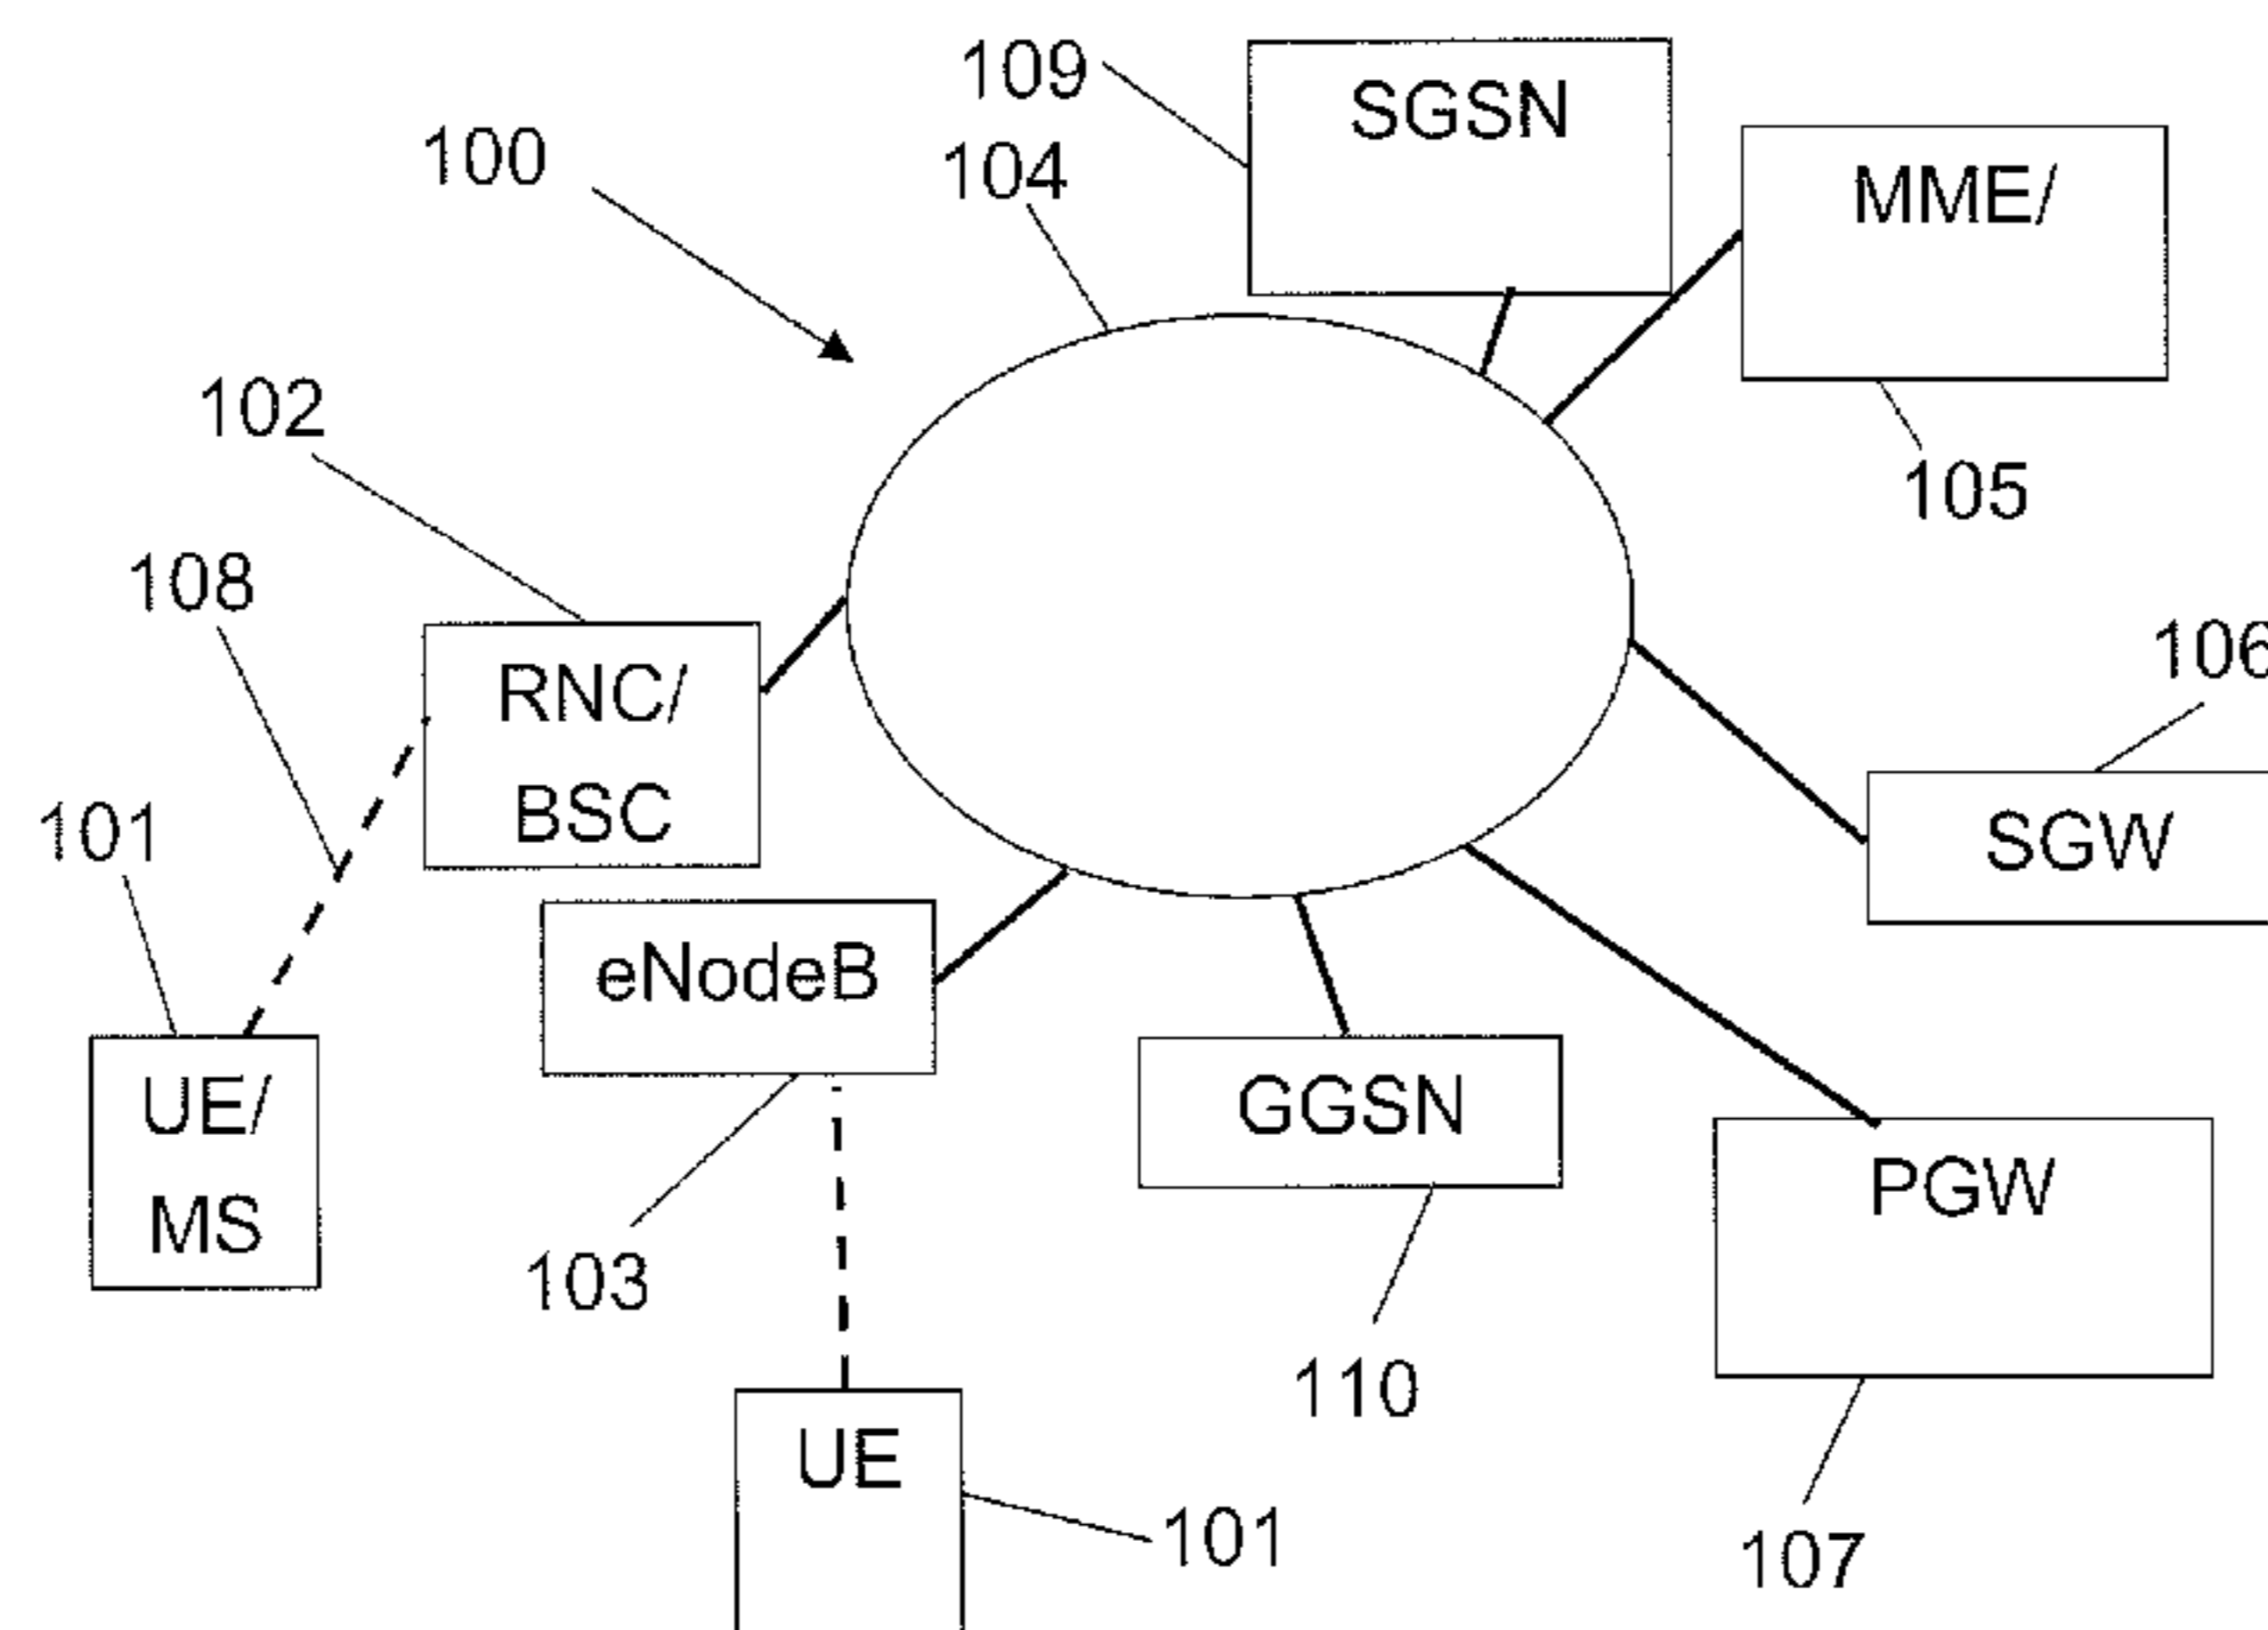 109
SGSN
100
104
MME/
102
105
108
106
RNC/
BSC
101
SGW
eNodeB
UE/
MS
GGSN
PGW
103
110
UE
101
107